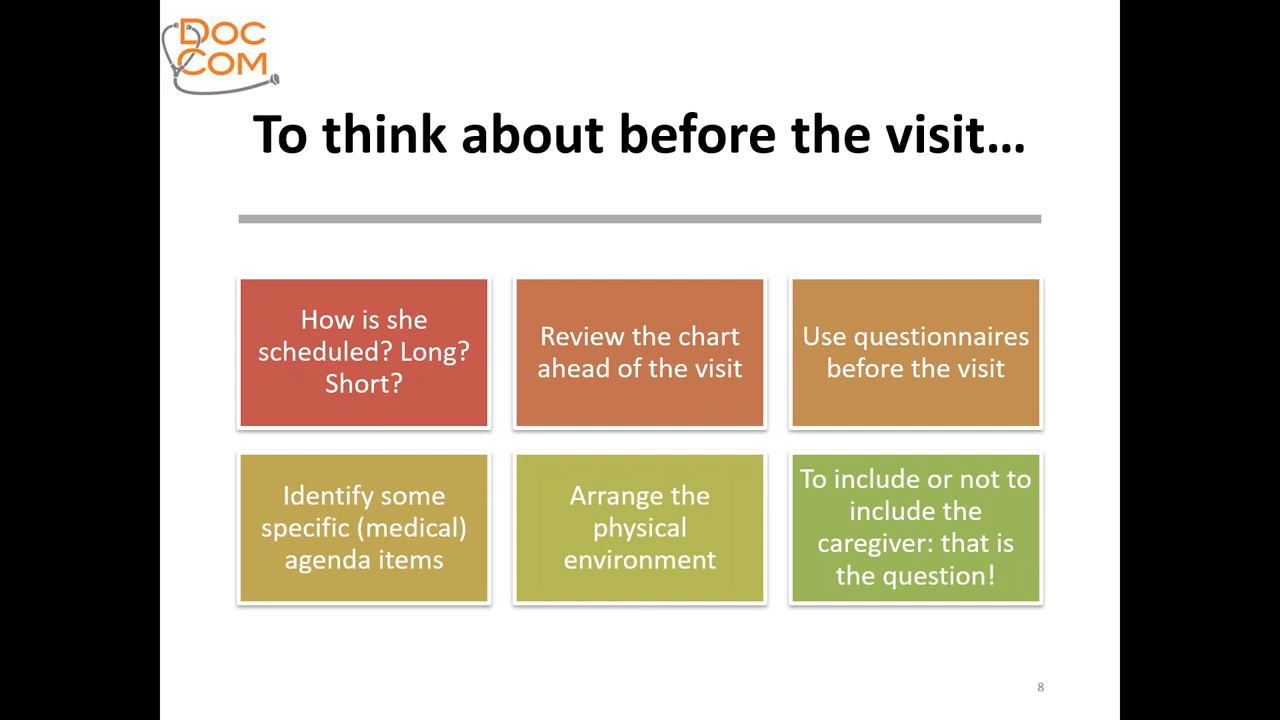 DOC
COM
To think about before the visit…
How is she
scheduled? Long?
Short?
Review the chart
ahead of the visit
Use questionnaires
before the visit
Identify some
specific (medical)
agenda items
Arrange the
physical
environment
To include or not to
include the
caregiver: that is
the question!
8